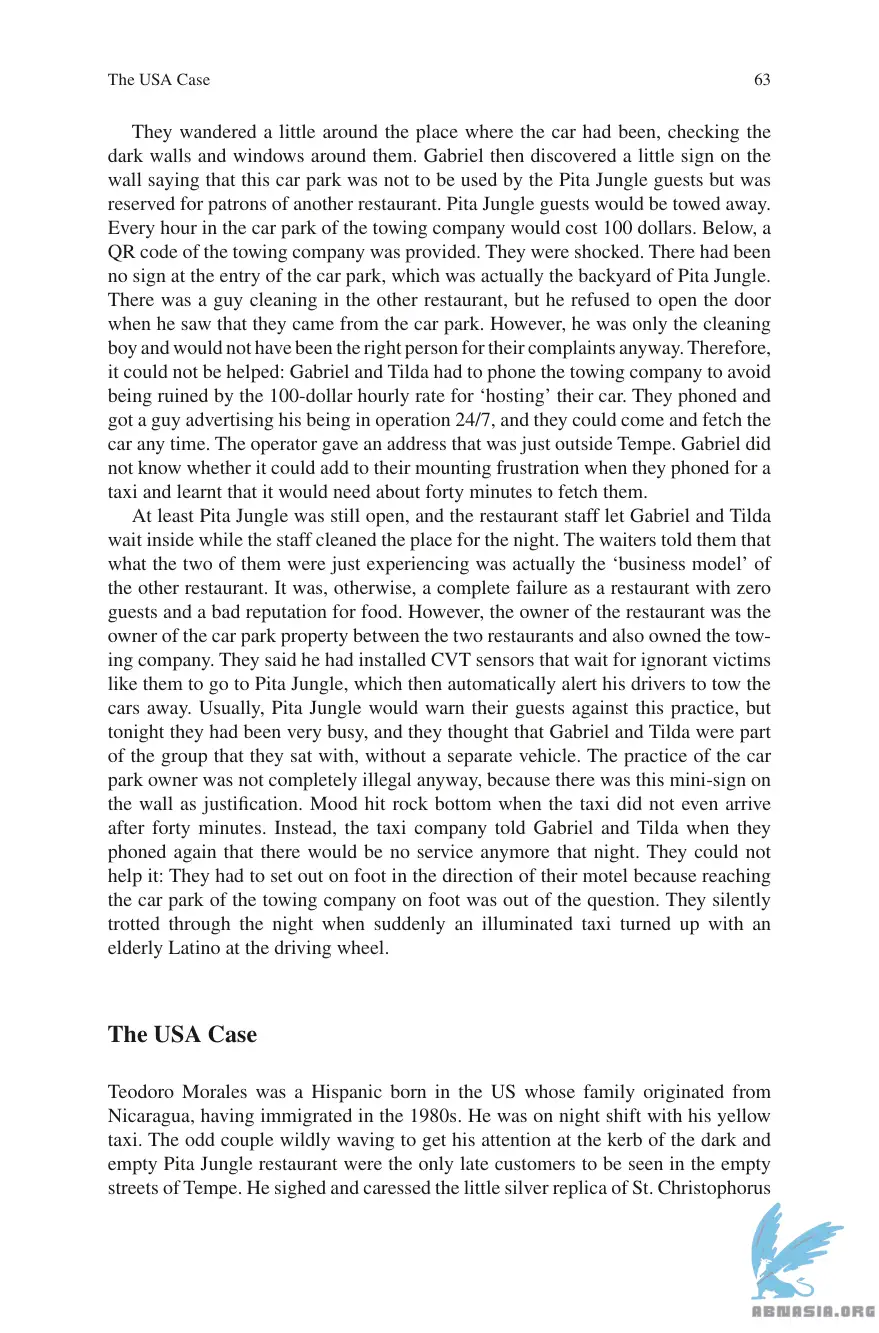 The USA Case 63
They wandered a little around the place where the car had been, checking the
dark walls and windows around them. Gabriel then discovered a little sign on the
wall saying that this car park was not to be used by the Pita Jungle guests but was
reserved for patrons of another restaurant. Pita Jungle guests would be towed away.
Every hour in the car park of the towing company would cost 100 dollars. Below, a
QR code of the towing company was provided. They were shocked. There had been
no sign at the entry of the car park, which was actually the backyard of Pita Jungle.
There was a guy cleaning in the other restaurant, but he refused to open the door
when he saw that they came from the car park. However, he was only the cleaning
boy and would not have been the right person for their complaints anyway. Therefore,
it could not be helped: Gabriel and Tilda had to phone the towing company to avoid
being ruined by the 100-dollar hourly rate for ‘hosting’ their car. They phoned and
got a guy advertising his being in operation 24/7, and they could come and fetch the
car any time. The operator gave an address that was just outside Tempe. Gabriel did
not know whether it could add to their mounting frustration when they phoned for a
taxi and learnt that it would need about forty minutes to fetch them.
At least Pita Jungle was still open, and the restaurant staff let Gabriel and Tilda
wait inside while the staff cleaned the place for the night. The waiters told them that
what the two of them were just experiencing was actually the ‘business model’ of
the other restaurant. It was, otherwise, a complete failure as a restaurant with zero
guests and a bad reputation for food. However, the owner of the restaurant was the
owner of the car park property between the two restaurants and also owned the tow-
ing company. They said he had installed CVT sensors that wait for ignorant victims
like them to go to Pita Jungle, which then automatically alert his drivers to tow the
cars away. Usually, Pita Jungle would warn their guests against this practice, but
tonight they had been very busy, and they thought that Gabriel and Tilda were part
of the group that they sat with, without a separate vehicle. The practice of the car
park owner was not completely illegal anyway, because there was this mini-sign on
the wall as justification. Mood hit rock bottom when the taxi did not even arrive
after forty minutes. Instead, the taxi company told Gabriel and Tilda when they
phoned again that there would be no service anymore that night. They could not
help it: They had to set out on foot in the direction of their motel because reaching
the car park of the towing company on foot was out of the question. They silently
trotted through the night when suddenly an illuminated taxi turned up with an
elderly Latino at the driving wheel.
The USA Case
Teodoro Morales was a Hispanic born in the US whose family originated from
Nicaragua, having immigrated in the 1980s. He was on night shift with his yellow
taxi. The odd couple wildly waving to get his attention at the kerb of the dark and
empty Pita Jungle restaurant were the only late customers to be seen in the empty
streets of Tempe. He sighed and caressed the little silver replica of St. Christophorus
ABNASIA.ORG